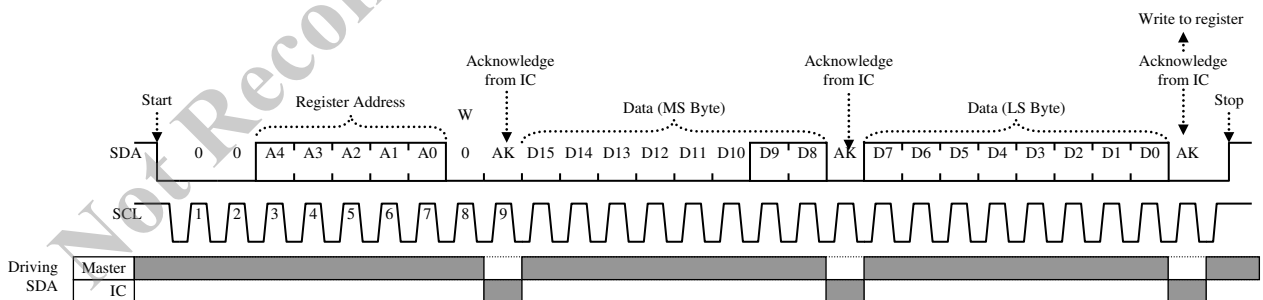 Not Recom
Write to register
Acknowledge
from IC
Acknowledge
from IC
Acknowledge
from IC
Start
Register Address
W
Data (MS Byte)
Data (LS Byte)
Stop
SDA 0 0 A4 A3 A2 A1 A0 0 AK D15 D14 D13 D12 D11 D10 D9 D8 AK D7 D6 D5 D4 D3 D2 D1 D0 AK
SCL 1 2 3 4 5 6 7 8 9
Driving Master
SDA IC